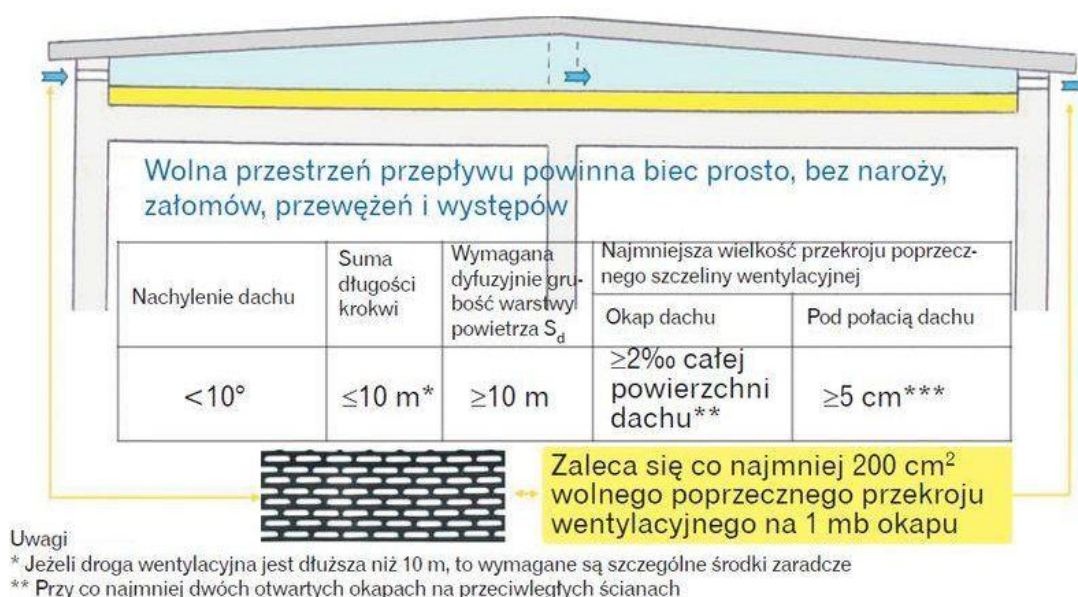 Wolna przestrzeń przepływu powinna biec prosto, bez naroży,
załomów, przewężeń i występów
Nachylenie dachu
Suma
długości
krokwi
Wymagana
dyfuzyjnie gru-
bość warstwy
powietrza S_d
Najmniejsza wielkość przekroju poprzecz-
nego szczeliny wentylacyjnej
Okap dachu
Pod połacią dachu
<10°
≤10 m*
≥10 m
≥2‰ całej
powierzchni
dachu**
≥5 cm***
Zaleca się co najmniej 200 cm²
wolnego poprzecznego przekroju
wentylacyjnego na 1 mb okapu
Uwagi
* Jeżeli droga wentylacyjna jest dłuższa niż 10 m, to wymagane są szczególne środki zaradcze
** Przy co najmniej dwóch otwartych okapach na przeciwległych ścianach